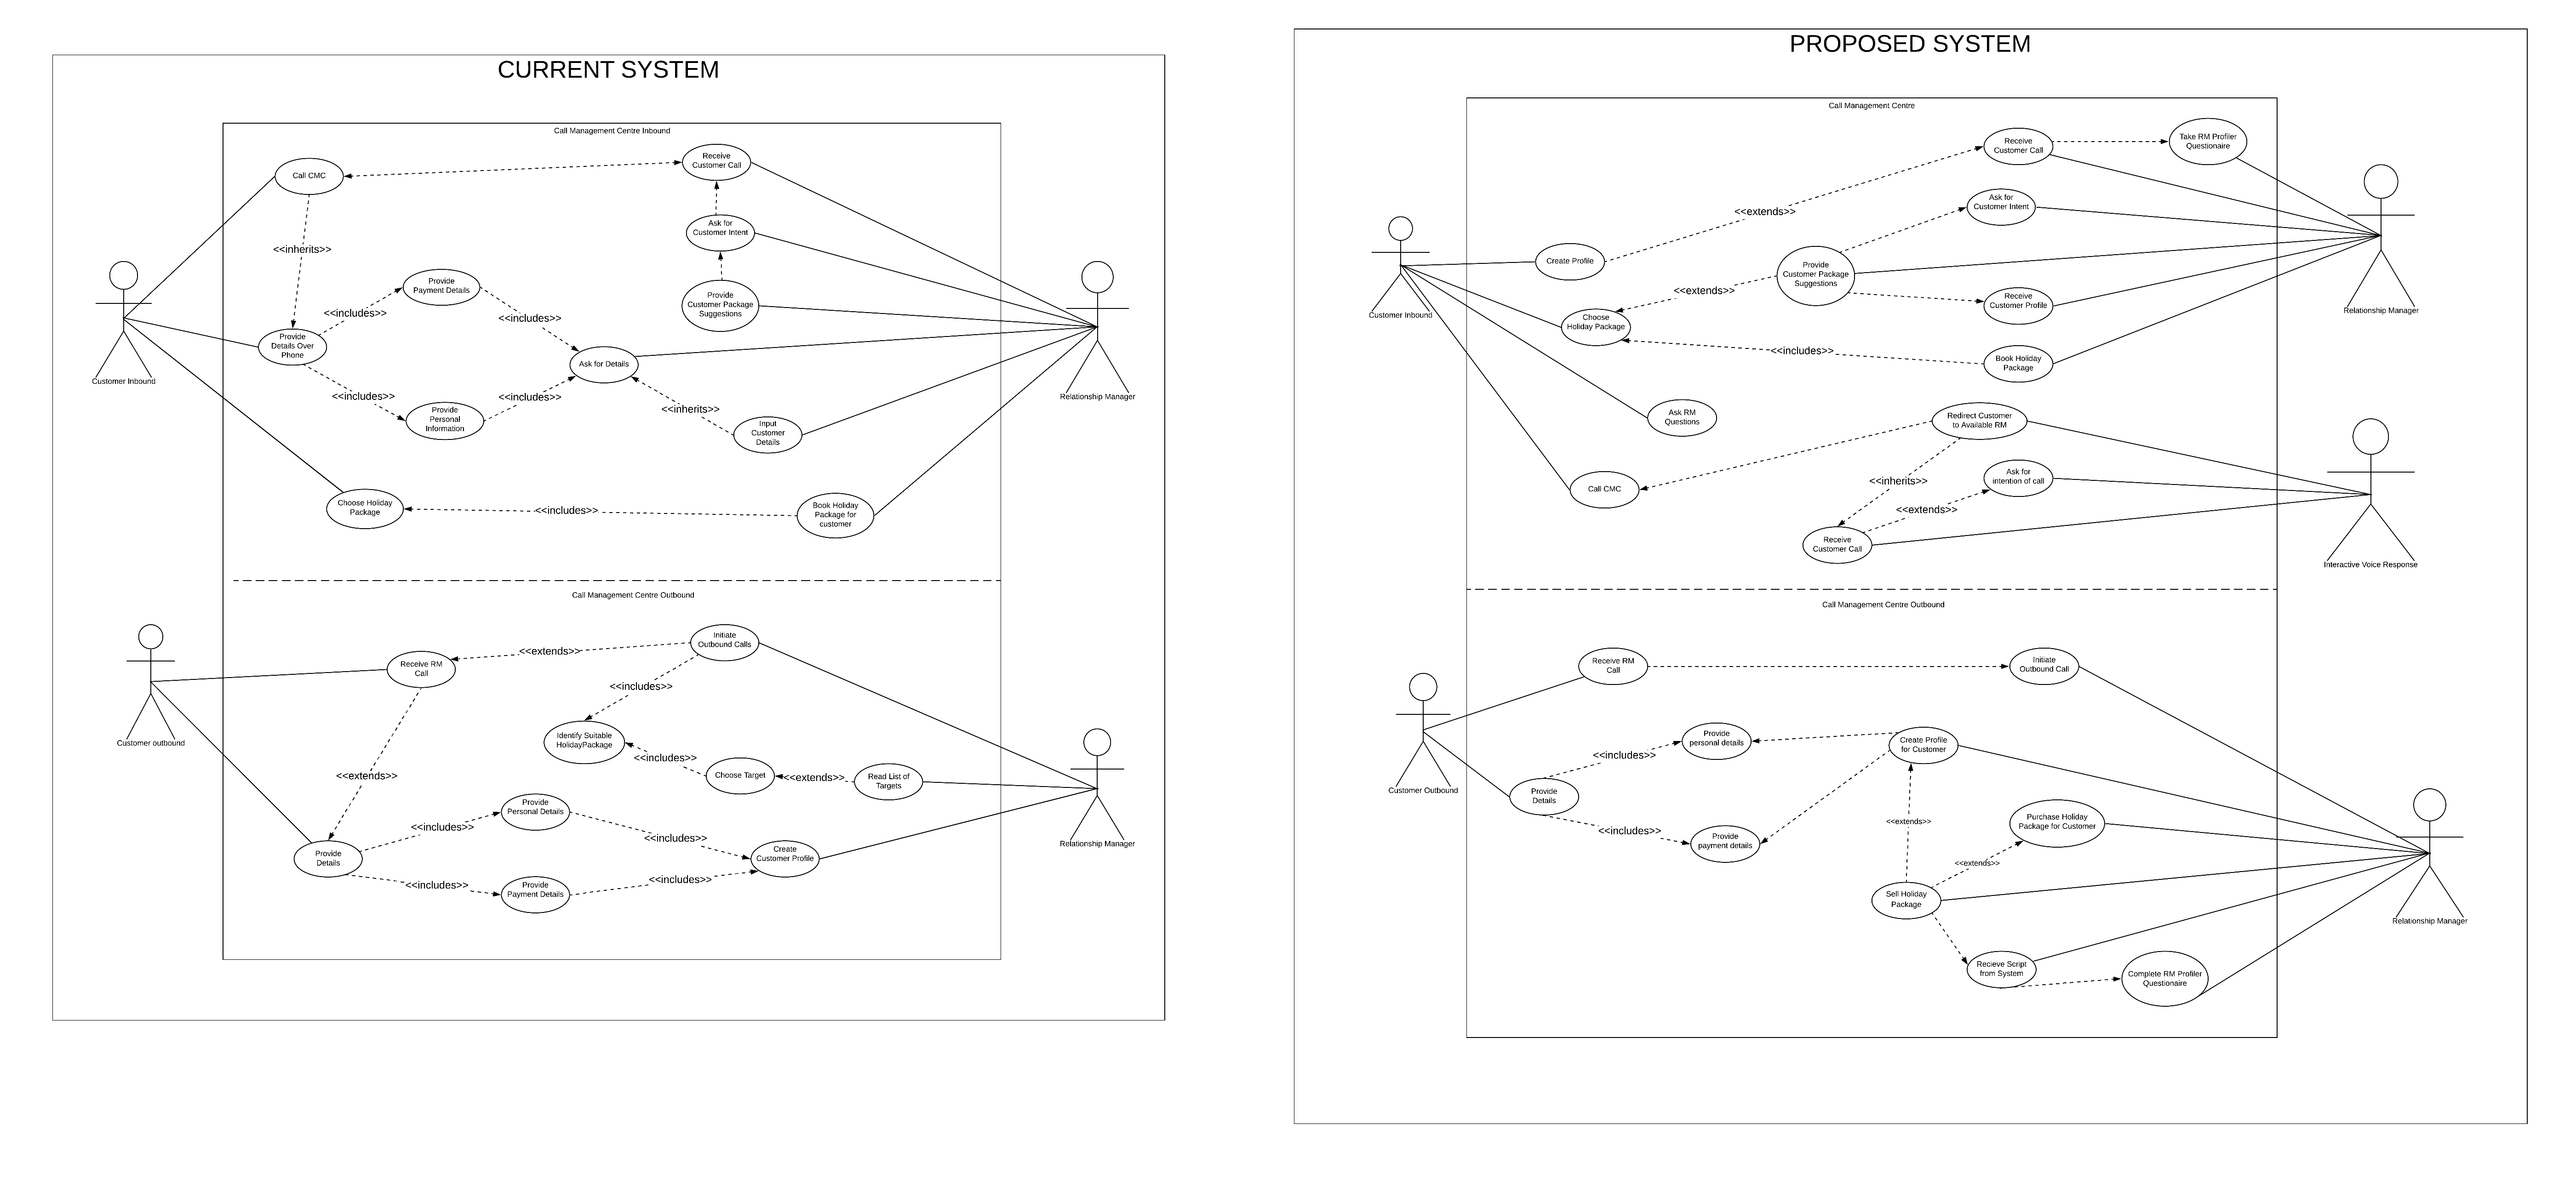 CURRENT SYSTEM
Call Management Centre Inbound
Call CMC
Receive
Customer Call
<<inherits>>
Ask for
Customer Intent
Provide
Payment Details
Provide
Customer Package
Suggestions
<<includes>>
<<includes>>
Provide
Details Over
Phone
Ask for Details
Customer Inbound
Relationship Manager
<<includes>>
<<includes>>
<<inherits>>
Provide
Personal
Information
Input
Customer
Details
Choose Holiday
Package
<<includes>>
Book Holiday
Package for
customer
Call Management Centre Outbound
Initiate
Outbound Calls
<<extends>>
Receive RM
Call
<<includes>>
Customer outbound
Identify Suitable
HolidayPackage
<<includes>>
Choose Target
<<extends>>
Read List of
Targets
<<extends>>
Provide
Personal Details
<<includes>>
<<includes>>
Relationship Manager
Provide
Details
Create
Customer Profile
<<includes>>
<<includes>>
Provide
Payment Details
PROPOSED SYSTEM
Call Management Centre
Receive
Customer Call
Take RM Profiler
Questionaire
<<extends>>
Ask for
Customer Intent
Create Profile
Provide
Customer Package
Suggestions
<<extends>>
Receive
Customer Profile
Customer Inbound
Relationship Manager
Choose
Holiday Package
<<includes>>
Book Holiday
Package
Ask RM
Questions
Redirect Customer
to Available RM
Call CMC
<<inherits>>
Ask for
intention of call
<<extends>>
Receive
Customer Call
Interactive Voice Response
Call Management Centre Outbound
Receive RM
Call
Initiate
Outbound Call
Provide
personal details
Create Profile
for Customer
<<includes>>
Customer Outbound
Provide
Details
<<includes>>
Provide
payment details
<<extends>>
Purchase Holiday
Package for Customer
<<extends>>
Sell Holiday
Package
Relationship Manager
Recieve Script
from System
Complete RM Profiler
Questionaire